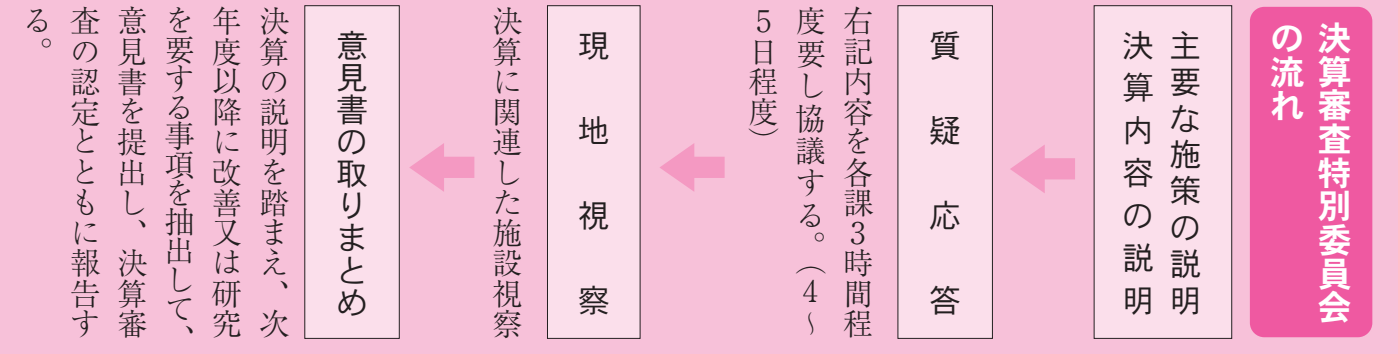 決算審査特別委員会
の流れ
主要な施策の説明
決算内容の説明
質疑応答
右記内容を各課3時間程
度要し協議する。（4～
5日程度）
現地視察
決算に関連した施設視察
意見書の取りまとめ
決算の説明を踏まえ、次
年度以降に改善又は研究
を要する事項を抽出して、
意見書を提出し、決算審
査の認定とともに報告す
る。